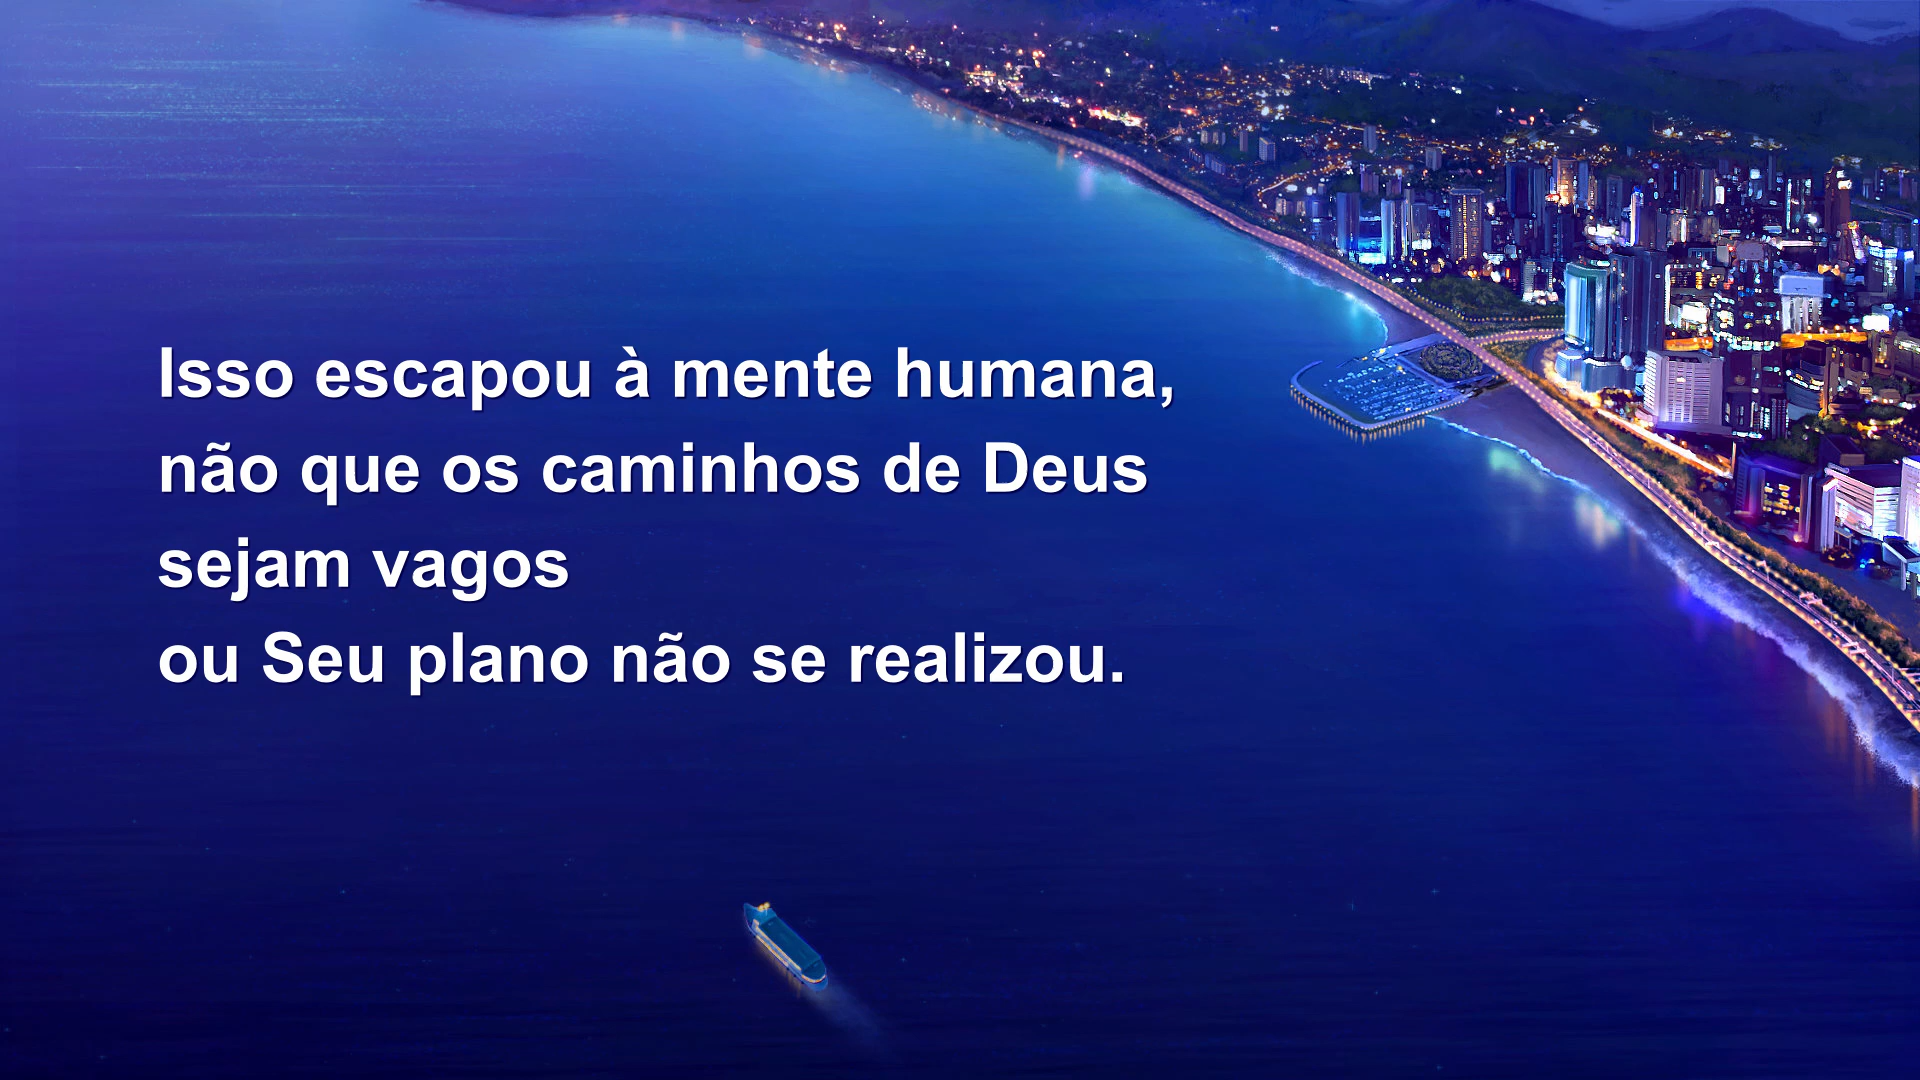 Isso escapou à mente humana,
não que os caminhos de Deus
sejam vagos
ou Seu plano não se realizou.